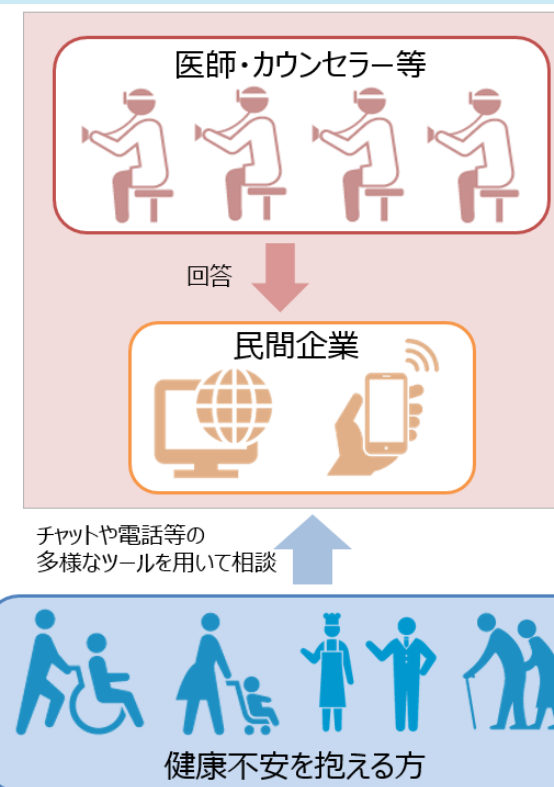 医師・カウンセラー等
回答
民間企業
チャットや電話等の
多様なツールを用いて相談
健康不安を抱える方